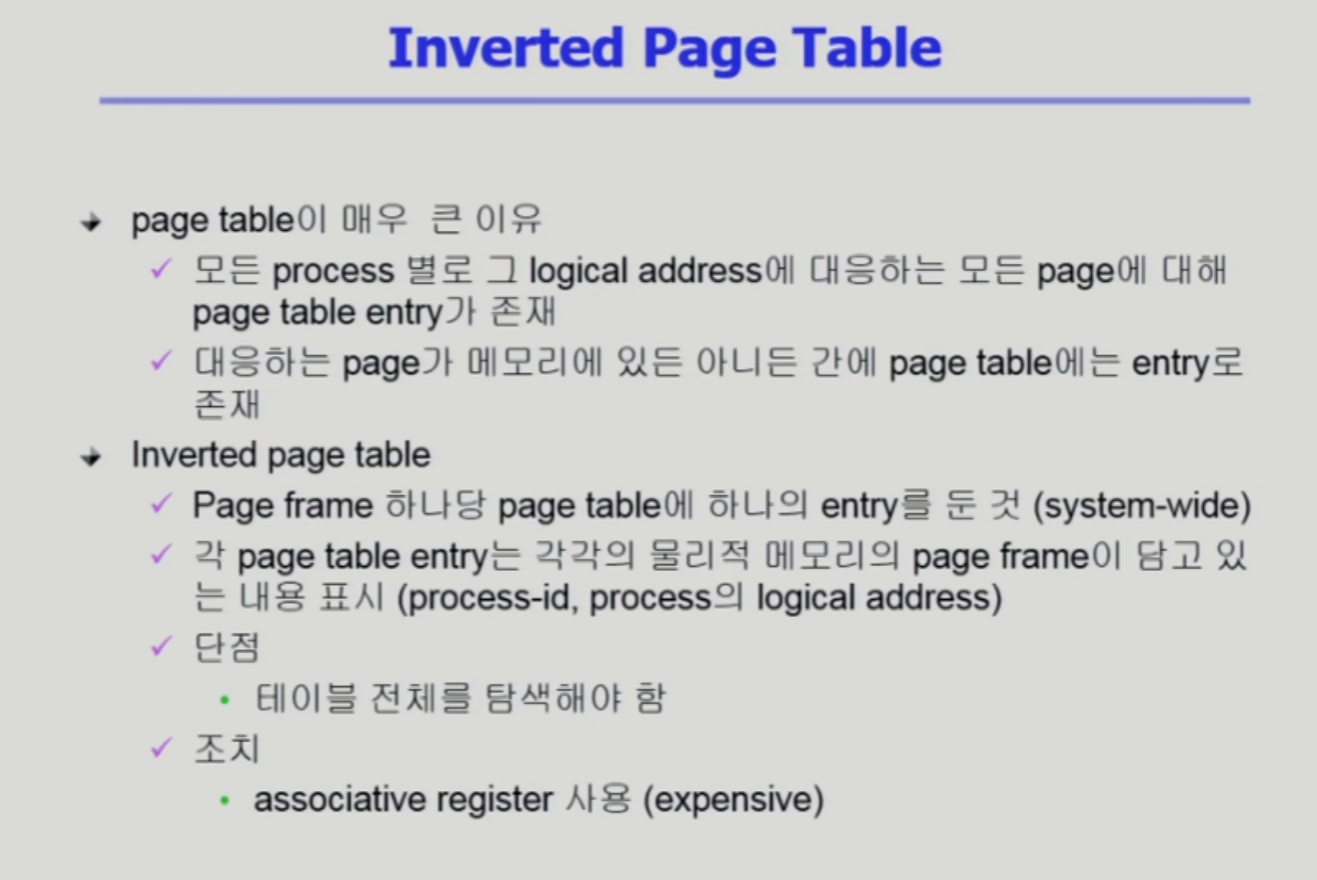 Inverted Page Table
page table이 매우 큰 이유
모든 process 별로 그 logical address에 대응하는 모든 page에 대해
page table entry가 존재
대응하는 page가 메모리에 있든 아니든 간에 page table에는 entry로
존재
Inverted page table
Page frame 하나당 page table에 하나의 entry를 둔 것 (system-wide)
각 page table entry는 각각의 물리적 메모리의 page frame이 담고 있
는 내용 표시 (process-id, process의 logical address)
단점
테이블 전체를 탐색해야 함
조치
associative register 사용 (expensive)